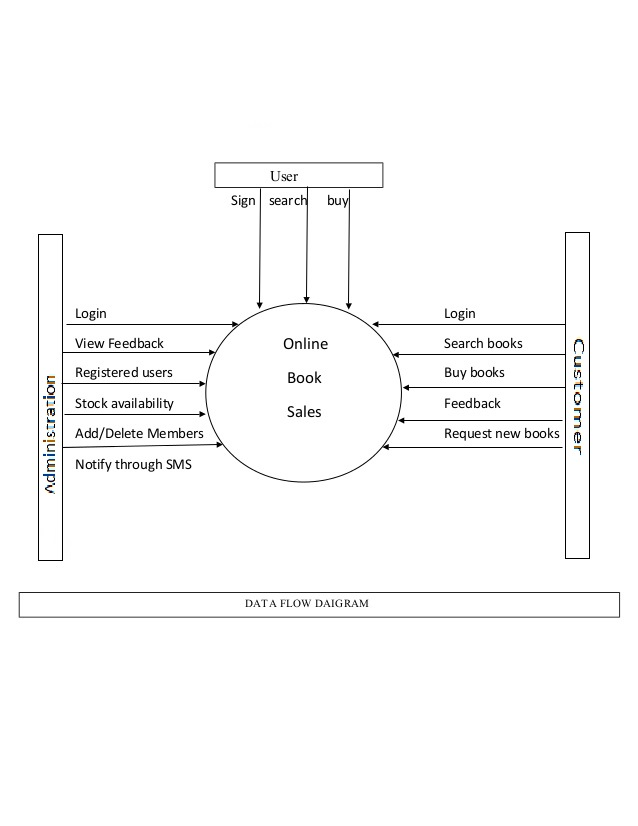 User
Sign search buy
Login
View Feedback
Registered users
Stock availability
Add/Delete Members
Notify through SMS
Administration
Online
Book
Sales
Login
Search books
Buy books
Feedback
Request new books
Customer
DATA FLOW DAIGRAM